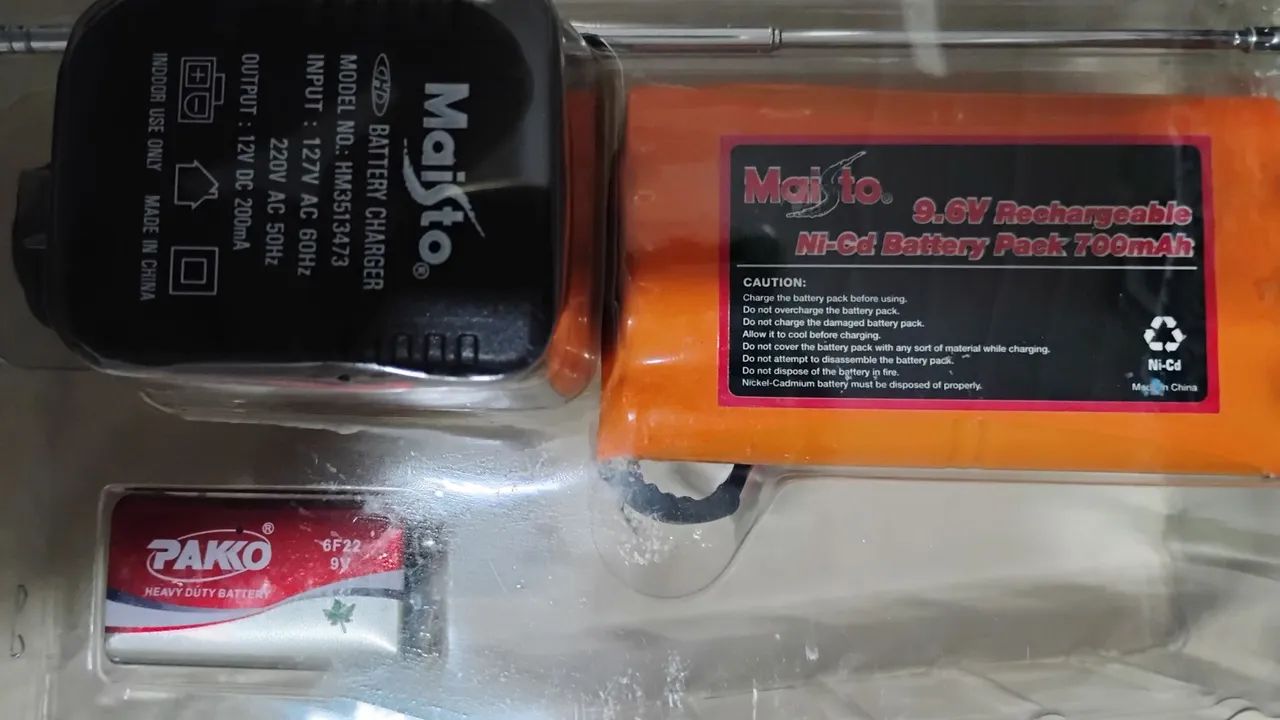 Maisto®
HD BATTERY CHARGER
MODEL NO.: HM3513473
INPUT : 127V AC 60Hz
220V AC 50Hz
OUTPUT : 12V DC 200mA
INDOOR USE ONLY MADE IN CHINA
Maisto®
9.6V Rechargeable
Ni-Cd Battery Pack 700mAh
CAUTION:
Charge the battery pack before using.
Do not overcharge the battery pack.
Do not charge the damaged battery pack.
Allow it to cool before charging.
Do not cover the battery pack with any sort of material while charging.
Do not attempt to disassemble the battery pack.
Do not dispose of the battery in fire.
Nickel-Cadmium battery must be disposed of properly.
Ni-Cd
Made in China
PAKKO®
6F22
9V
HEAVY DUTY BATTERY